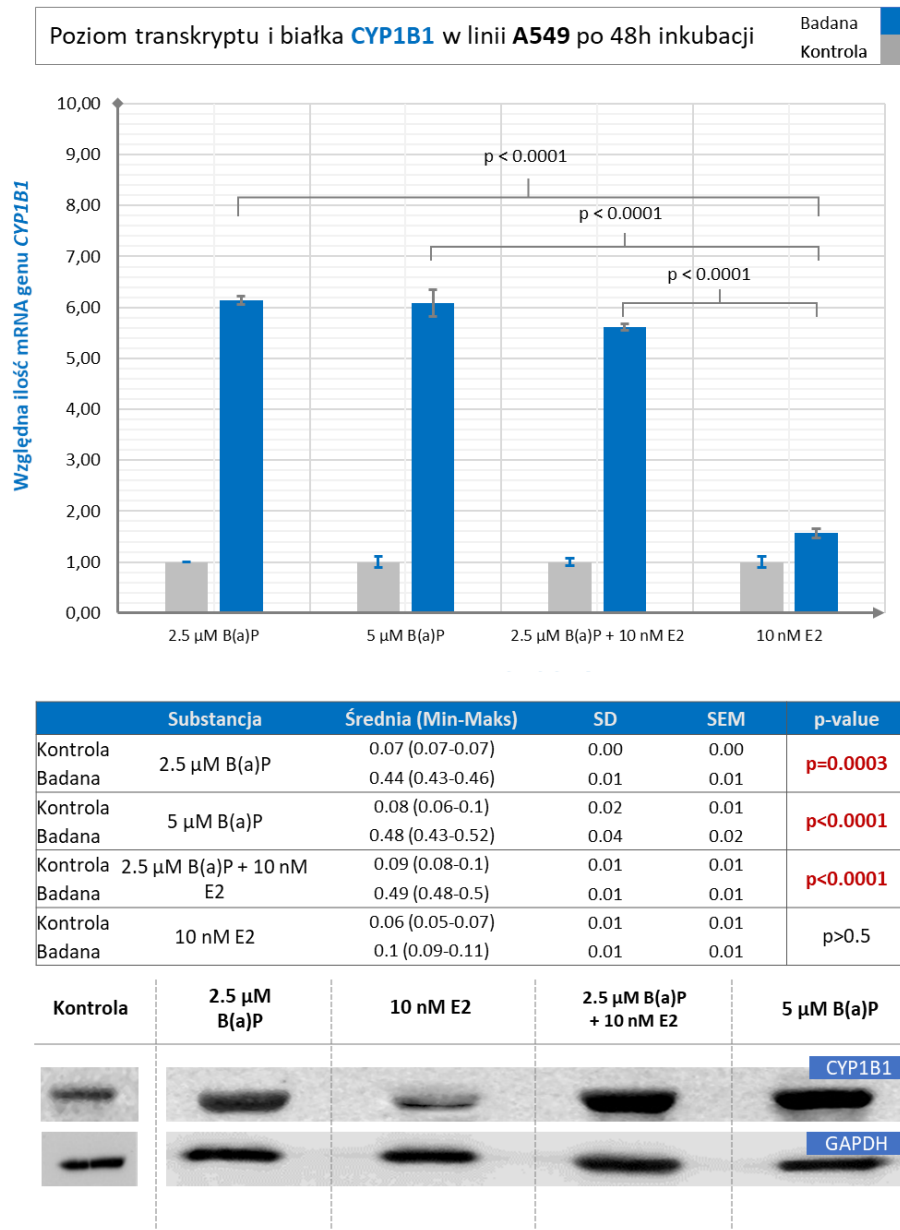 Poziom transkryptu i białka CYP1B1 w linii A549 po 48h inkubacji
Badana
Kontrola
Względna ilość mRNA genu CYP1B1
10,00
9,00
8,00
7,00
6,00
5,00
4,00
3,00
2,00
1,00
0,00
p < 0.0001
p < 0.0001
p < 0.0001
2.5 µM B(a)P
5 µM B(a)P
2.5 µM B(a)P + 10 nM E2
10 nM E2
Substancja Średnia (Min-Maks) SD SEM p-value
Kontrola 0.07 (0.07-0.07) 0.00 0.00
2.5 µM B(a)P p=0.0003
Badana 0.44 (0.43-0.46) 0.01 0.01
Kontrola 0.08 (0.06-0.1) 0.02 0.01
5 µM B(a)P p<0.0001
Badana 0.48 (0.43-0.52) 0.04 0.02
Kontrola 2.5 µM B(a)P + 10 nM 0.09 (0.08-0.1) 0.01 0.01
p<0.0001
Badana E2 0.49 (0.48-0.5) 0.01 0.01
Kontrola 0.06 (0.05-0.07) 0.01 0.01
10 nM E2 p>0.5
Badana 0.1 (0.09-0.11) 0.01 0.01
Kontrola
2.5 µM
B(a)P
10 nM E2
2.5 µM B(a)P
+ 10 nM E2
5 µM B(a)P
CYP1B1
GAPDH